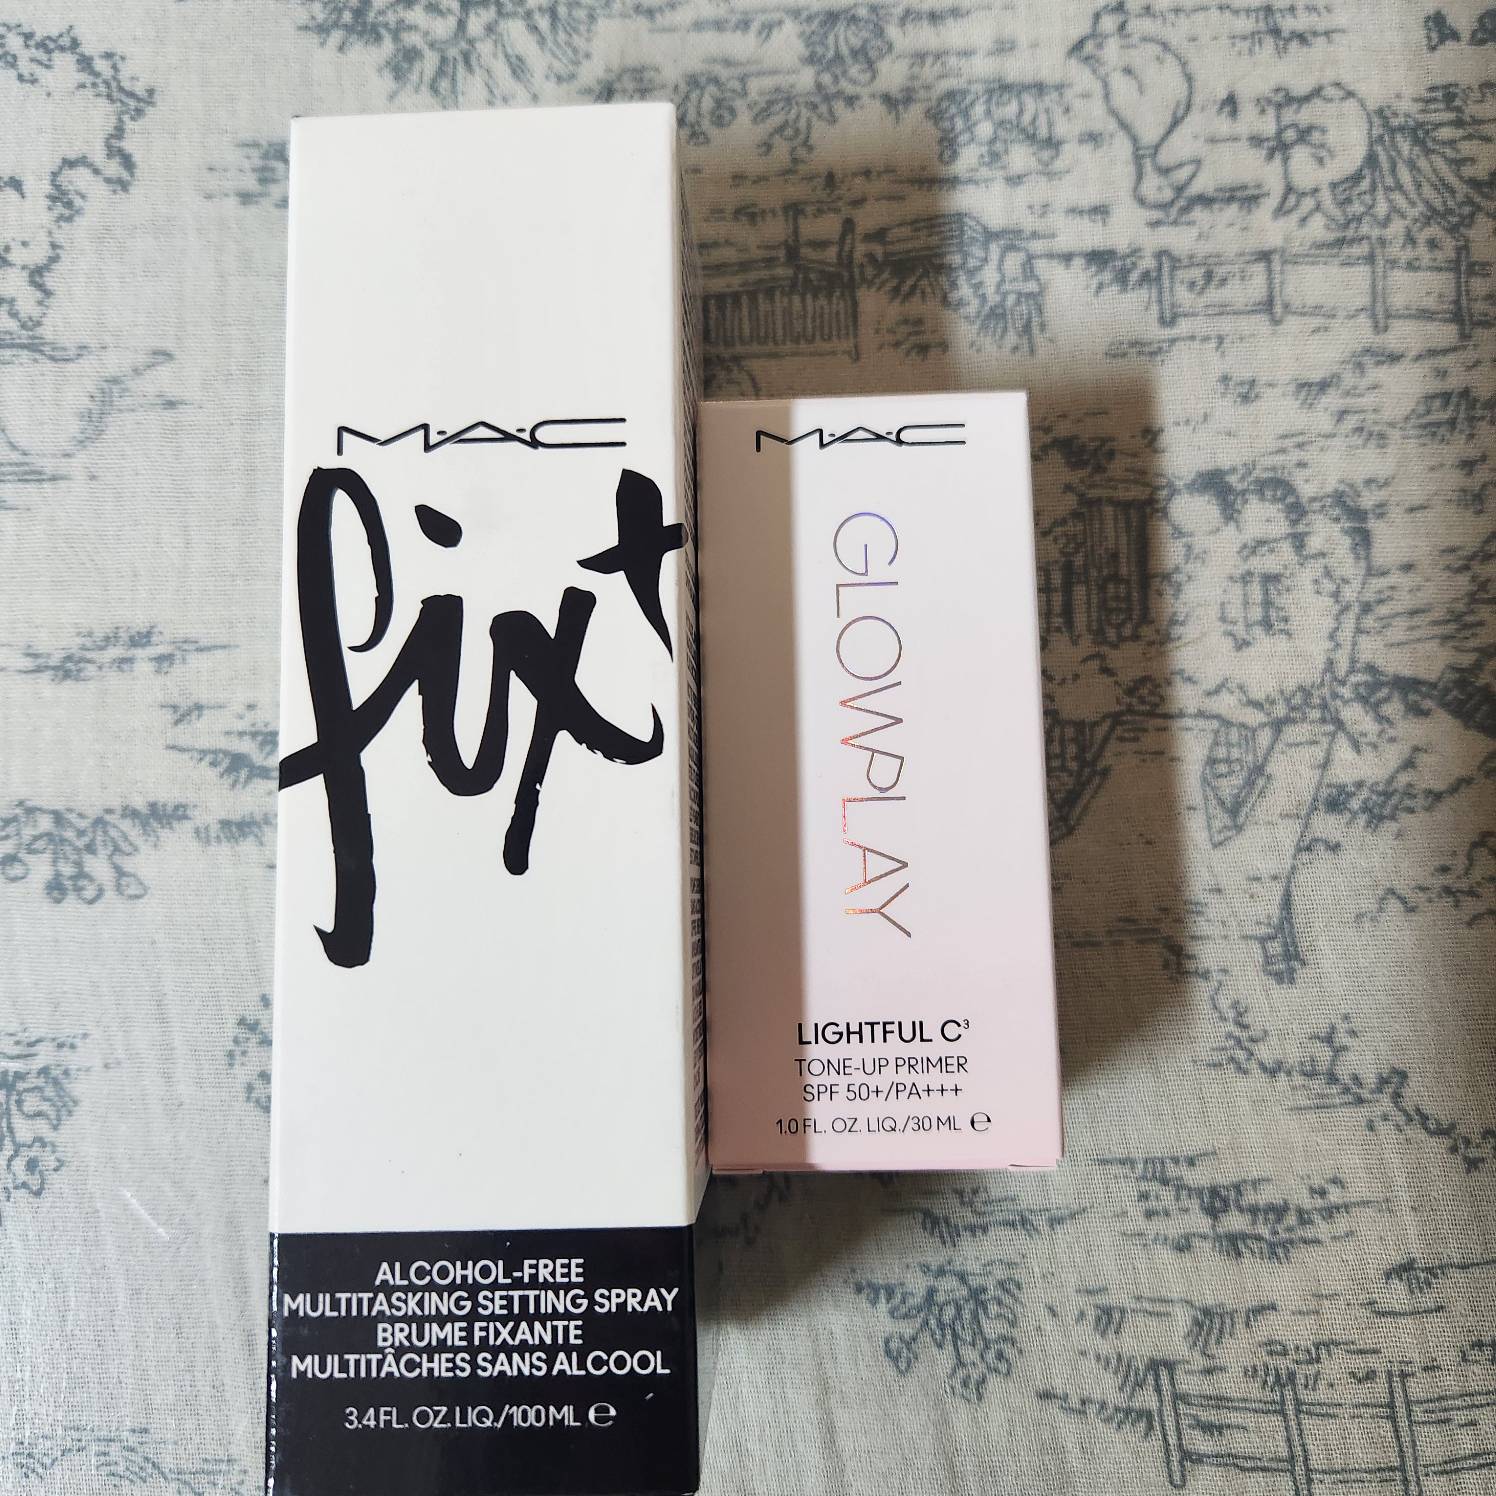 M·A·C
fix+
ALCOHOL-FREE
MULTITASKING SETTING SPRAY
BRUME FIXANTE
MULTITÂCHES SANS ALCOOL
3.4 FL. OZ. LIQ./100 ML ℮
M·A·C
GLOWPLAY
LIGHTFUL C³
TONE-UP PRIMER
SPF 50+/PA+++
1.0 FL. OZ. LIQ./30 ML ℮